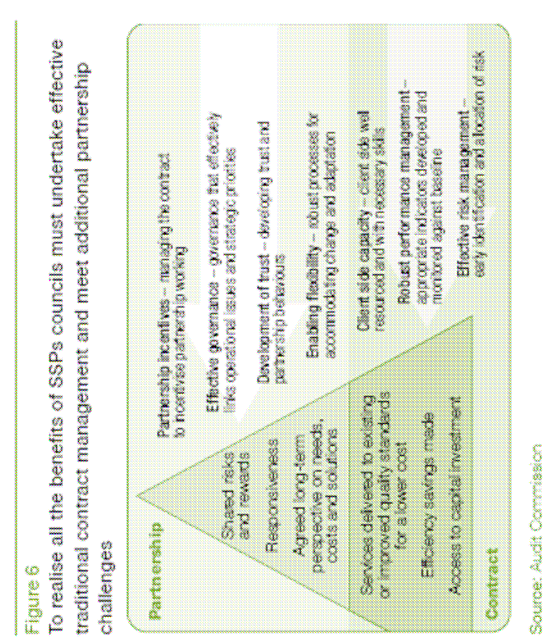 Figure 6
To realise all the benefits of SSPs councils must undertake effective
traditional contract management and meet additional partnership
challenges
Partnership
Shared risks
and rewards
Responsiveness
Agreed long-term
perspective on needs,
costs and solutions
Services delivered to existing
or improved quality standards
for a lower cost
Efficiency savings made
Access to capital investment
Contract
Partnership incentives – managing the contract
to incentivise partnership working
Effective governance – governance that effectively
links operational issues and strategic priorities
Development of trust – developing trust and
partnership behaviours
Enabling flexibility – robust processes for
accommodating change and adaptation
Client side capacity – client side well
resourced and with necessary skills
Robust performance management –
appropriate indicators developed and
monitored against baseline
Effective risk management –
early identification and allocation of risk
Source: Audit Commission